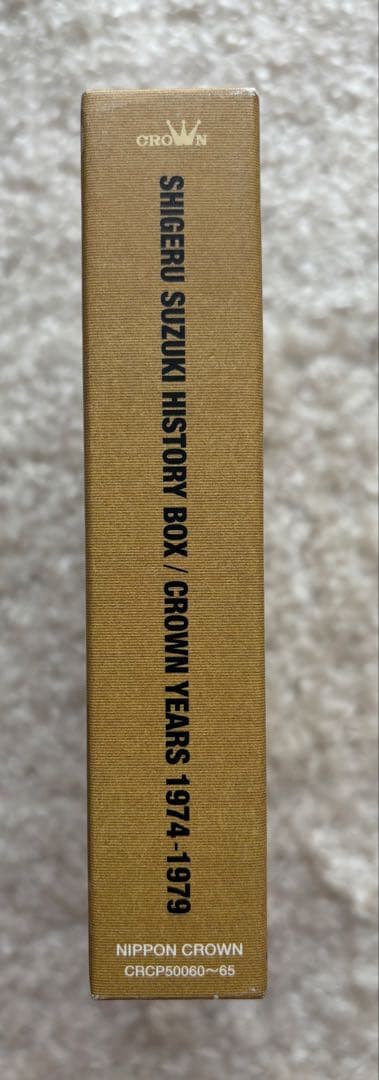 CROWN
SHIGERU SUZUKI HISTORY BOX / CROWN YEARS 1974-1979
NIPPON CROWN
CRCP50060〜65